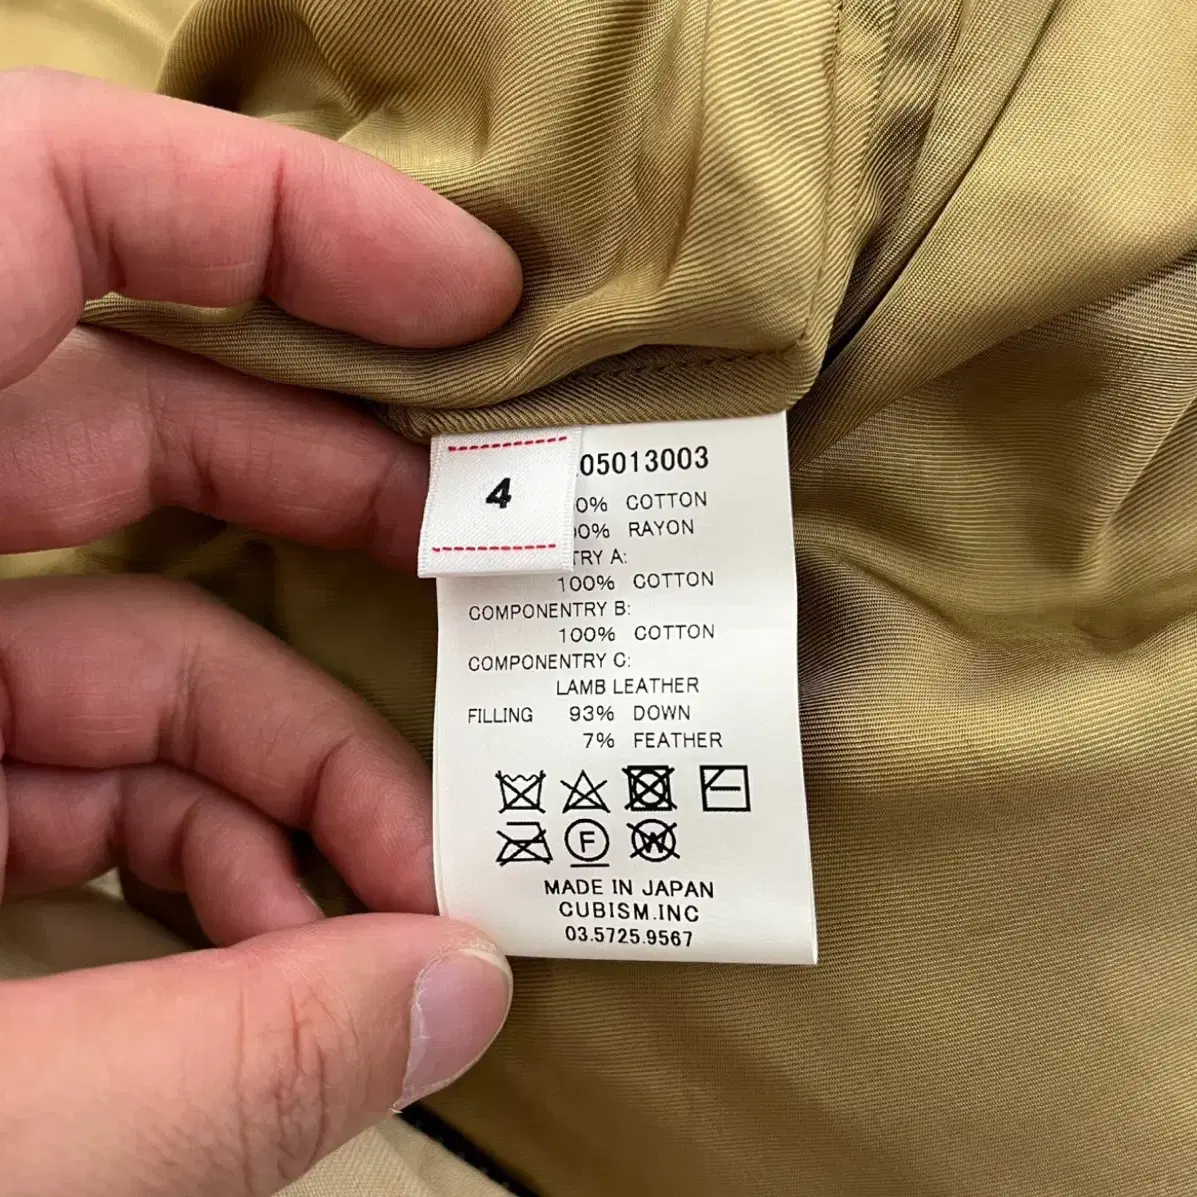 4
05013003
0% COTTON
00% RAYON
TRY A:
100% COTTON
COMPONENTRY B:
100% COTTON
COMPONENTRY C:
LAMB LEATHER
FILLING 93% DOWN
7% FEATHER
F
W
MADE IN JAPAN
CUBISM.INC
03.5725.9567